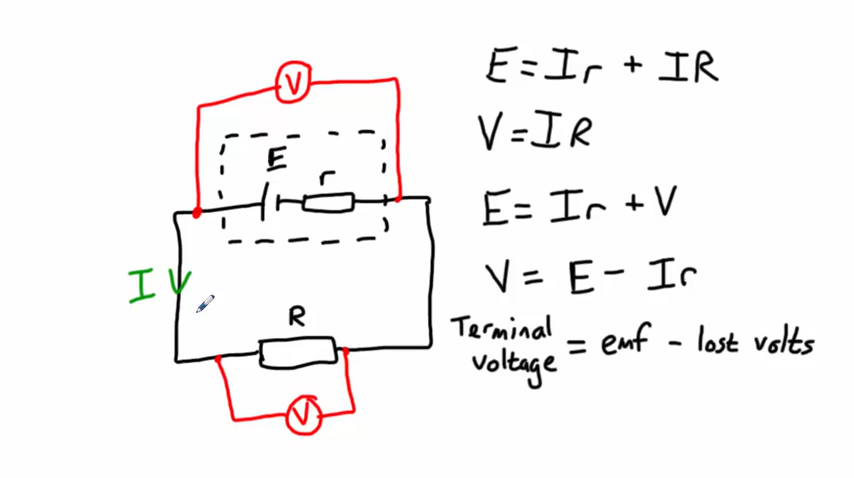 V
E
r
I
R
V
E = Ir + IR
V = IR
E = Ir + V
V = E - Ir
Terminal
voltage = emf - lost volts